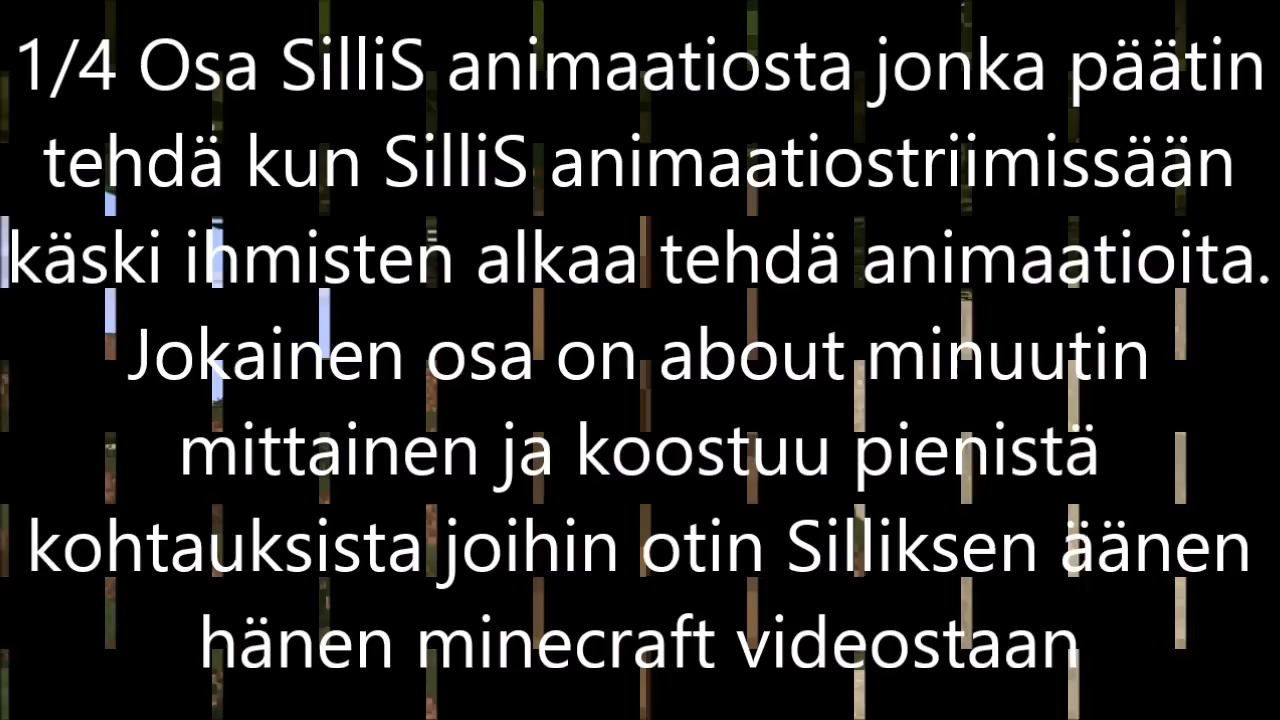 1/4 Osa SilliS animaatiosta jonka päätin
tehdä kun SilliS animaatiostriimissään
käski ihmisten alkaa tehdä animaatioita.
Jokainen osa on about minuutin
mittainen ja koostuu pienistä
kohtauksista joihin otin Silliksen äänen
hänen minecraft videostaan